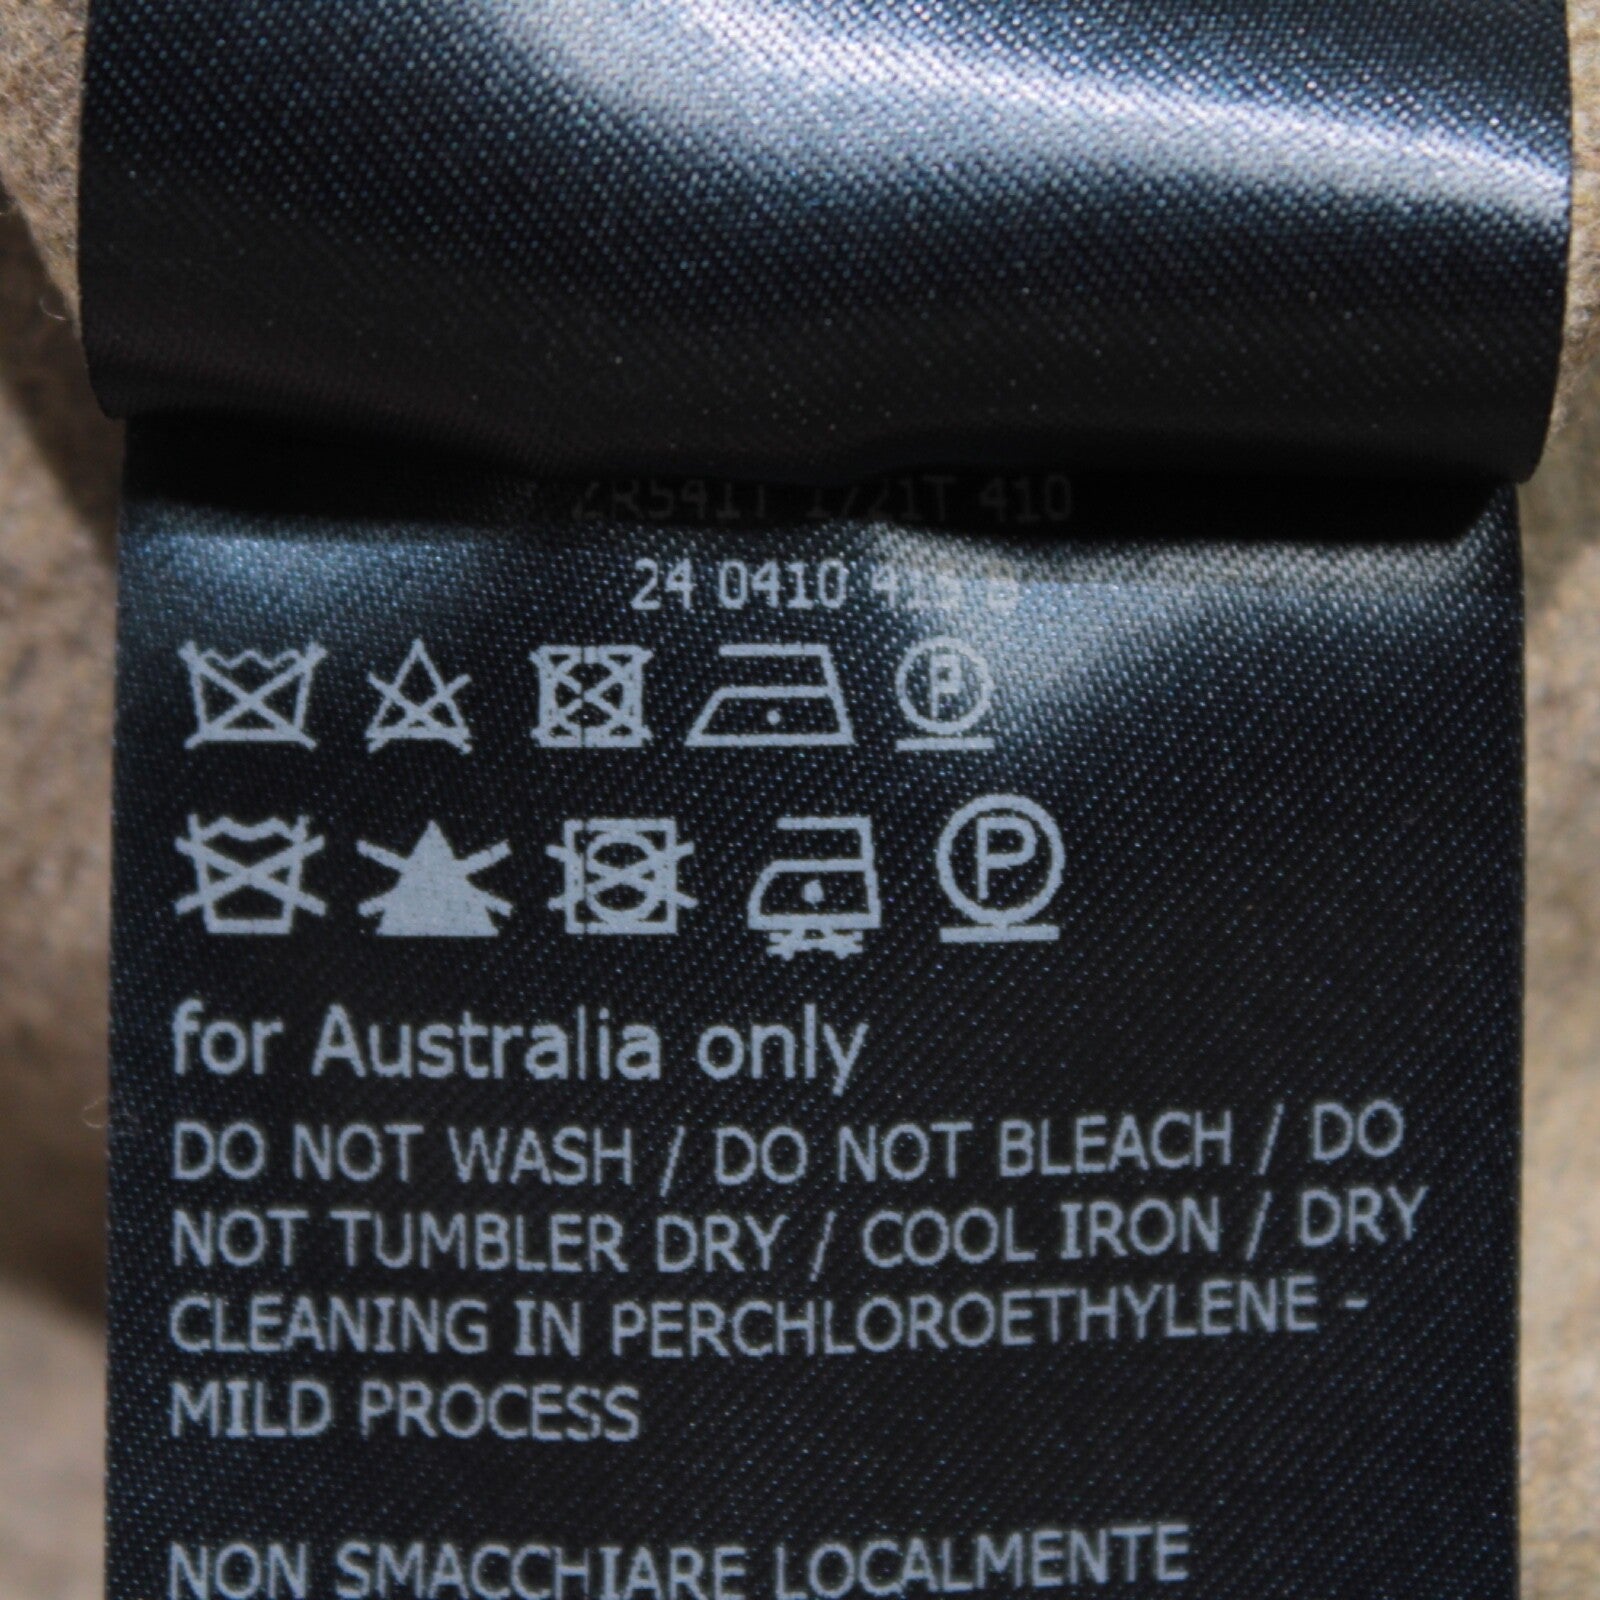 24 0410
P
P
for Australia only
DO NOT WASH / DO NOT BLEACH / DO
NOT TUMBLER DRY / COOL IRON / DRY
CLEANING IN PERCHLOROETHYLENE -
MILD PROCESS
NON SMACCHIARE LOCALMENTE